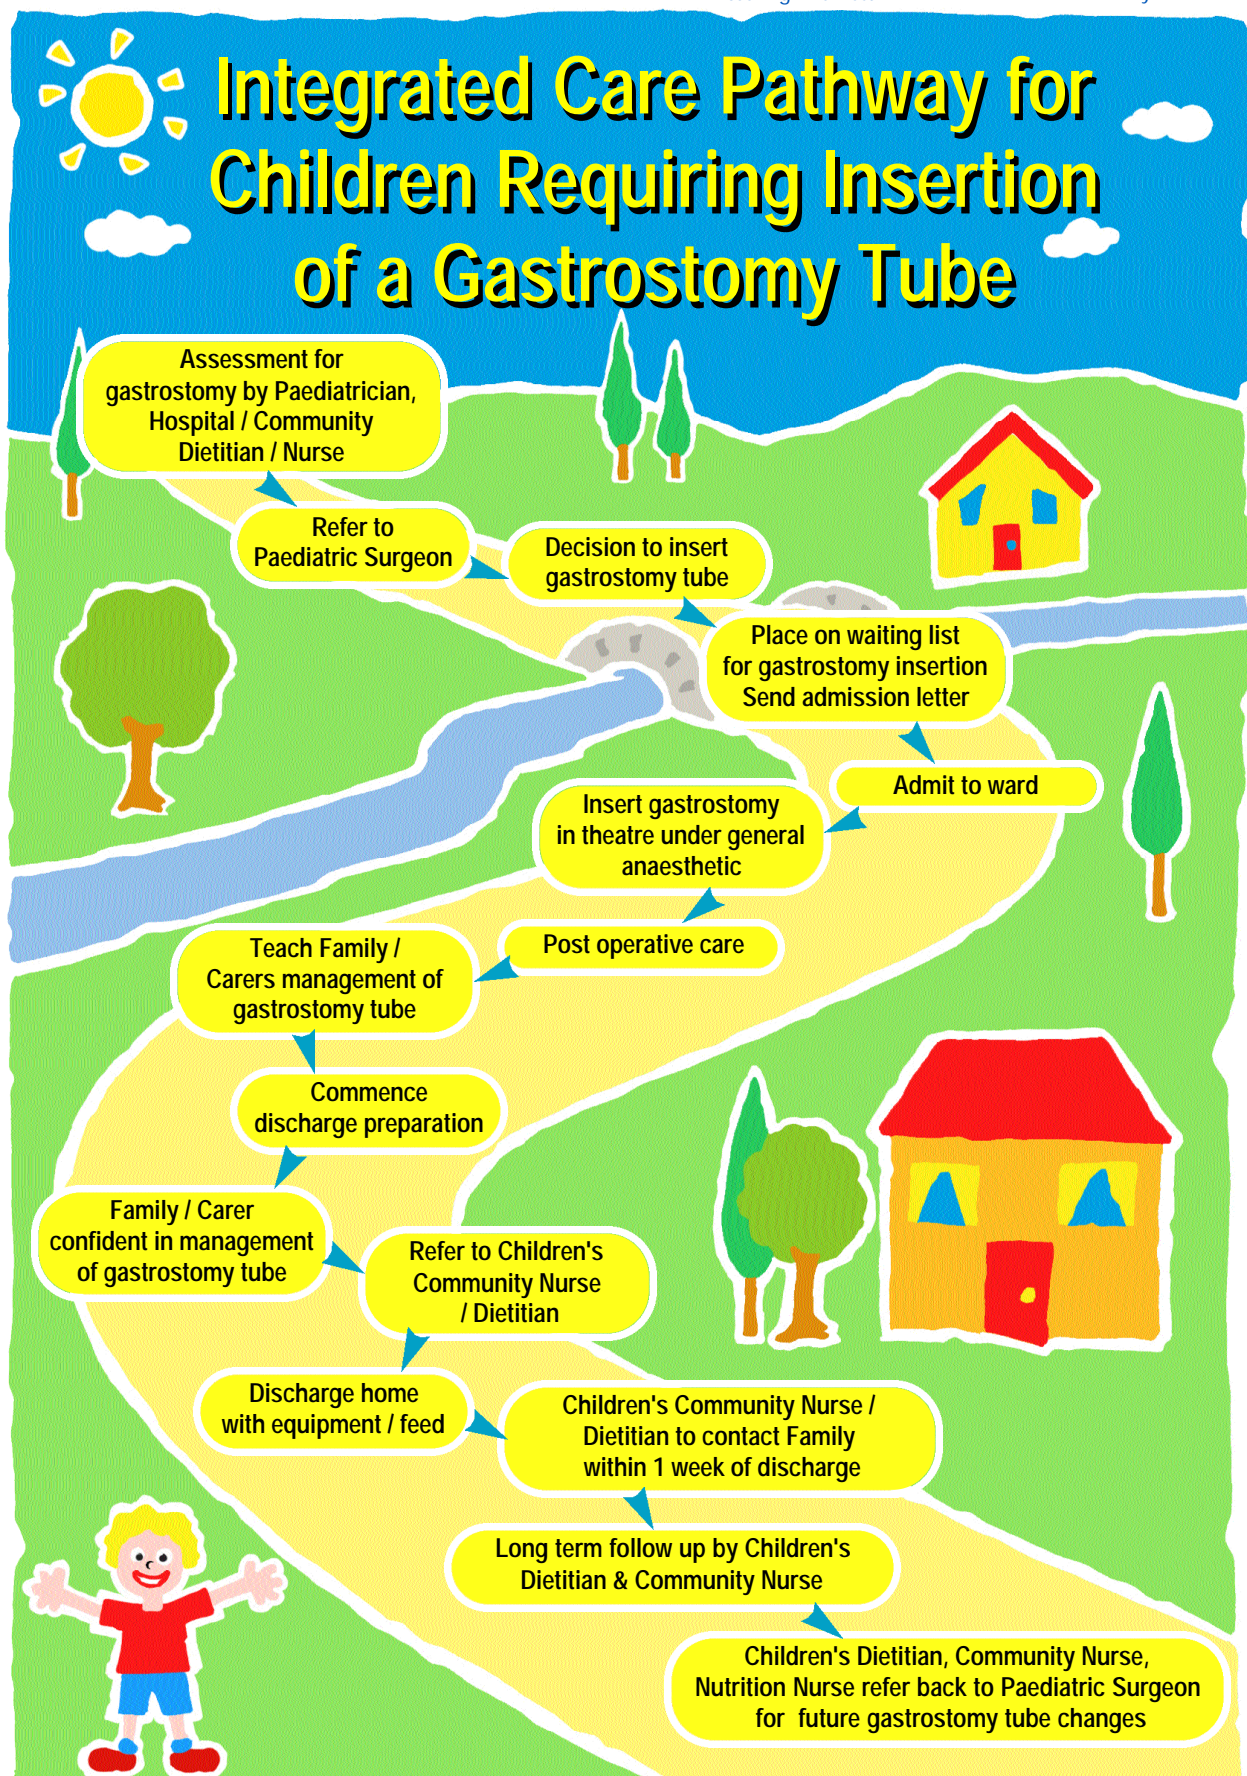 Integrated Care Pathway for
Children Requiring Insertion
of a Gastrostomy Tube
Assessment for
gastrostomy by Paediatrician,
Hospital / Community
Dietitian / Nurse
Refer to
Paediatric Surgeon
Decision to insert
gastrostomy tube
Place on waiting list
for gastrostomy insertion
Send admission letter
Admit to ward
Insert gastrostomy
in theatre under general
anaesthetic
Post operative care
Teach Family /
Carers management of
gastrostomy tube
Commence
discharge preparation
Family / Carer
confident in management
of gastrostomy tube
Refer to Children's
Community Nurse
/ Dietitian
Discharge home
with equipment / feed
Children's Community Nurse /
Dietitian to contact Family
within 1 week of discharge
Long term follow up by Children's
Dietitian & Community Nurse
Children's Dietitian, Community Nurse,
Nutrition Nurse refer back to Paediatric Surgeon
for future gastrostomy tube changes